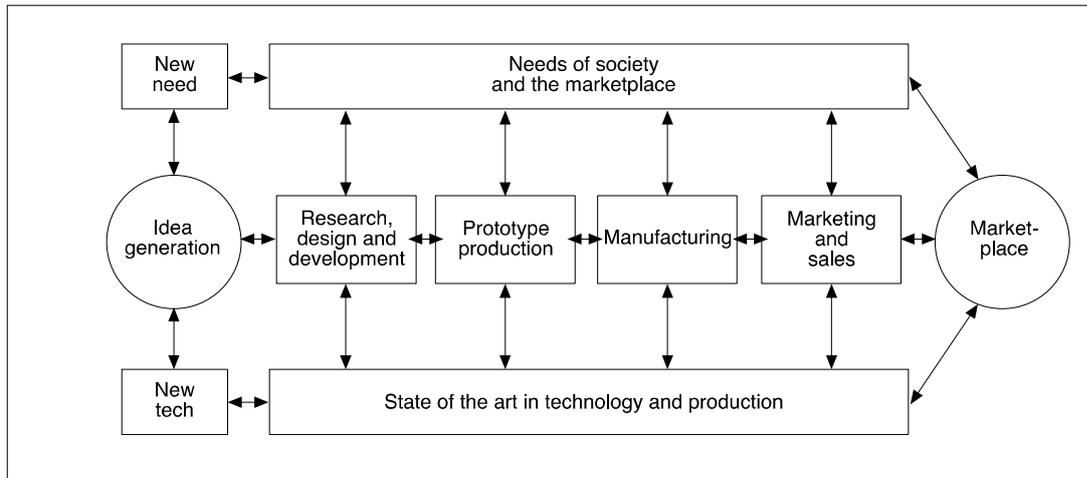 New
need
Needs of society
and the marketplace
Idea
generation
Research,
design and
development
Prototype
production
Manufacturing
Marketing
and
sales
Market-
place
New
tech
State of the art in technology and production